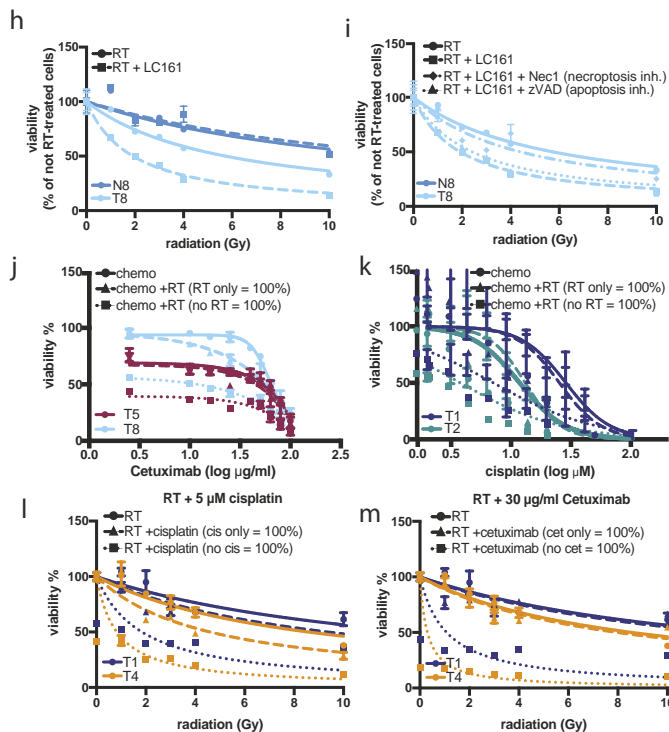 h
RT
RT + LC161
150
100
50
0
0 2 4 6 8 10
viability
(% of not RT-treated cells)
N8
T8
radiation (Gy)
i
RT
RT + LC161
RT + LC161 + Nec1 (necroptosis inh.)
RT + LC161 + zVAD (apoptosis inh.)
150
100
50
0
0 2 4 6 8 10
viability
(% of not RT-treated cells)
N8
T8
radiation (Gy)
j
chemo
chemo +RT (RT only = 100%)
chemo +RT (no RT = 100%)
150
100
50
0
0.0 0.5 1.0 1.5 2.0 2.5
viability %
T5
T8
Cetuximab (log µg/ml)
k
chemo
chemo +RT (RT only = 100%)
chemo +RT (no RT = 100%)
150
100
50
0
0.0 0.5 1.0 1.5 2.0
viability %
T1
T2
cisplatin (log µM)
l
RT + 5 µM cisplatin
RT
RT +cisplatin (cis only = 100%)
RT +cisplatin (no cis = 100%)
150
100
50
0
0 2 4 6 8 10
viability %
T1
T4
radiation (Gy)
m
RT + 30 µg/ml Cetuximab
RT
RT +cetuximab (cet only = 100%)
RT +cetuximab (no cet = 100%)
150
100
50
0
0 2 4 6 8 10
viability %
T1
T4
radiation (Gy)